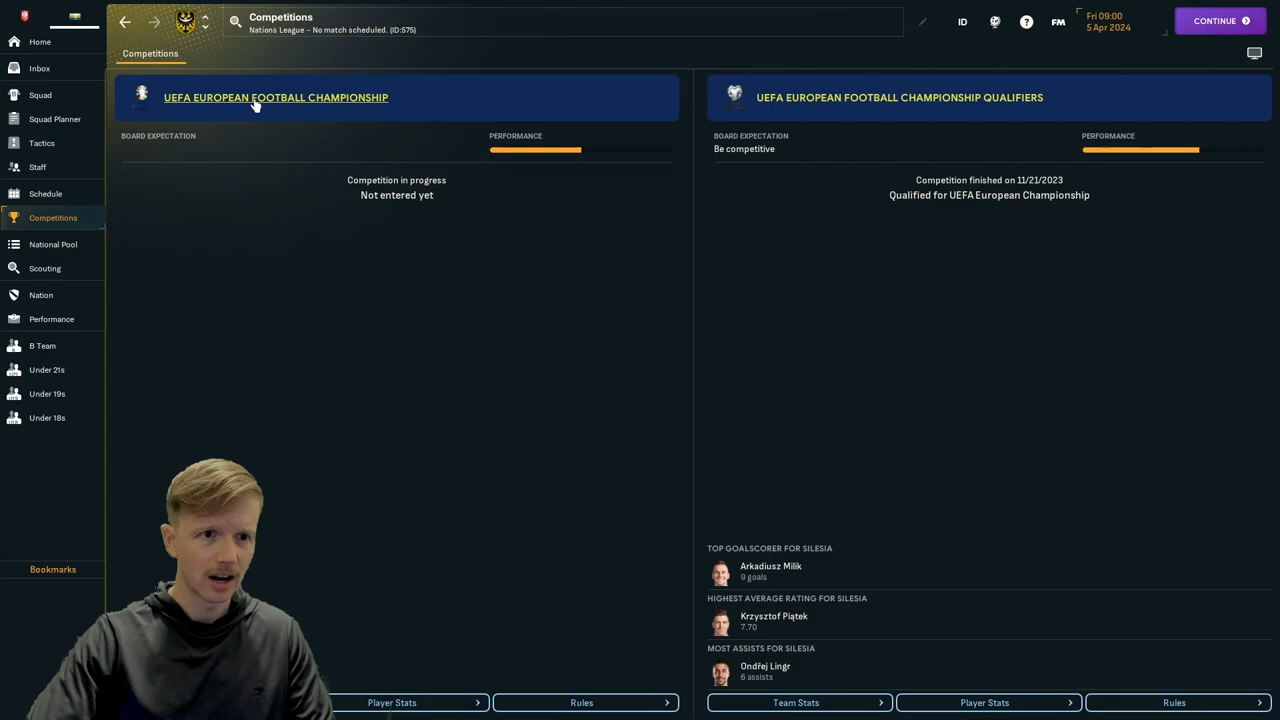 Home
Inbox
Squad
Squad Planner
Tactics
Staff
Schedule
Competitions
National Pool
Scouting
Nation
Performance
B Team
Under 21s
Under 19s
Under 18s
Bookmarks
Competitions
Nations League - No match scheduled. (ID:575)
ID
?
FM
Fri 09:00
5 Apr 2024
CONTINUE
Competitions
UEFA EUROPEAN FOOTBALL CHAMPIONSHIP
BOARD EXPECTATION
PERFORMANCE
Competition in progress
Not entered yet
Player Stats
Rules
UEFA EUROPEAN FOOTBALL CHAMPIONSHIP QUALIFIERS
BOARD EXPECTATION
PERFORMANCE
Be competitive
Competition finished on 11/21/2023
Qualified for UEFA European Championship
TOP GOALSCORER FOR SILESIA
Arkadiusz Milik
9 goals
HIGHEST AVERAGE RATING FOR SILESIA
Krzysztof Piątek
7.70
MOST ASSISTS FOR SILESIA
Ondřej Lingr
6 assists
Team Stats
Player Stats
Rules